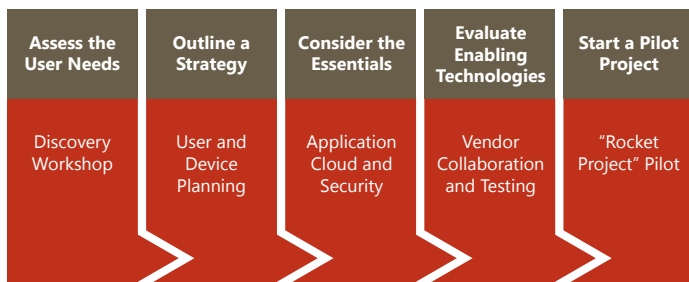 Assess the
User Needs
Discovery
Workshop
Outline a
Strategy
User and
Device
Planning
Consider the
Essentials
Application
Cloud and
Security
Evaluate
Enabling
Technologies
Vendor
Collaboration
and Testing
Start a Pilot
Project
“Rocket
Project” Pilot